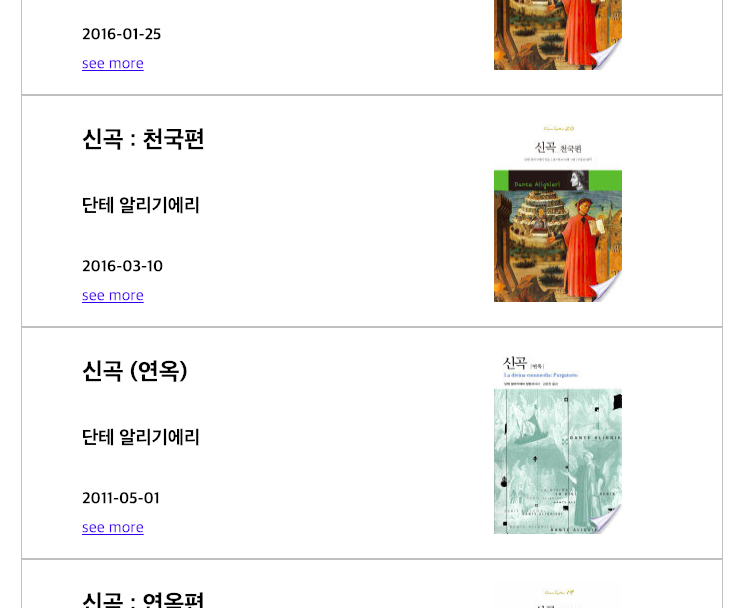 2016-01-25
see more
신곡 : 천국편
단테 알리기에리
2016-03-10
see more
신곡 천국편
Dante Alighieri
신곡 (연옥)
단테 알리기에리
2011-05-01
see more
신곡
La divina commedia: Purgatorio
DANTE ALIGHIE
신곡 : 연옥편